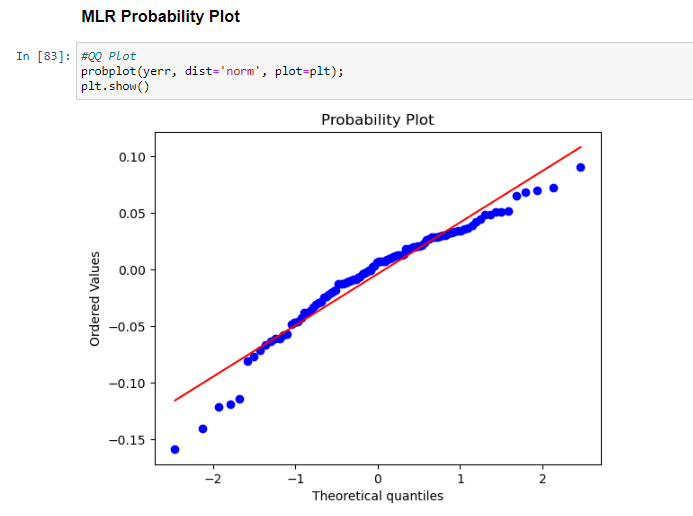 MLR Probability Plot
In [83]: #QQ Plot
probplot(yerr, dist='norm', plot=plt);
plt.show()
Probability Plot
0.10
0.05
0.00
−0.05
−0.10
−0.15
Ordered Values
−2 −1 0 1 2
Theoretical quantiles